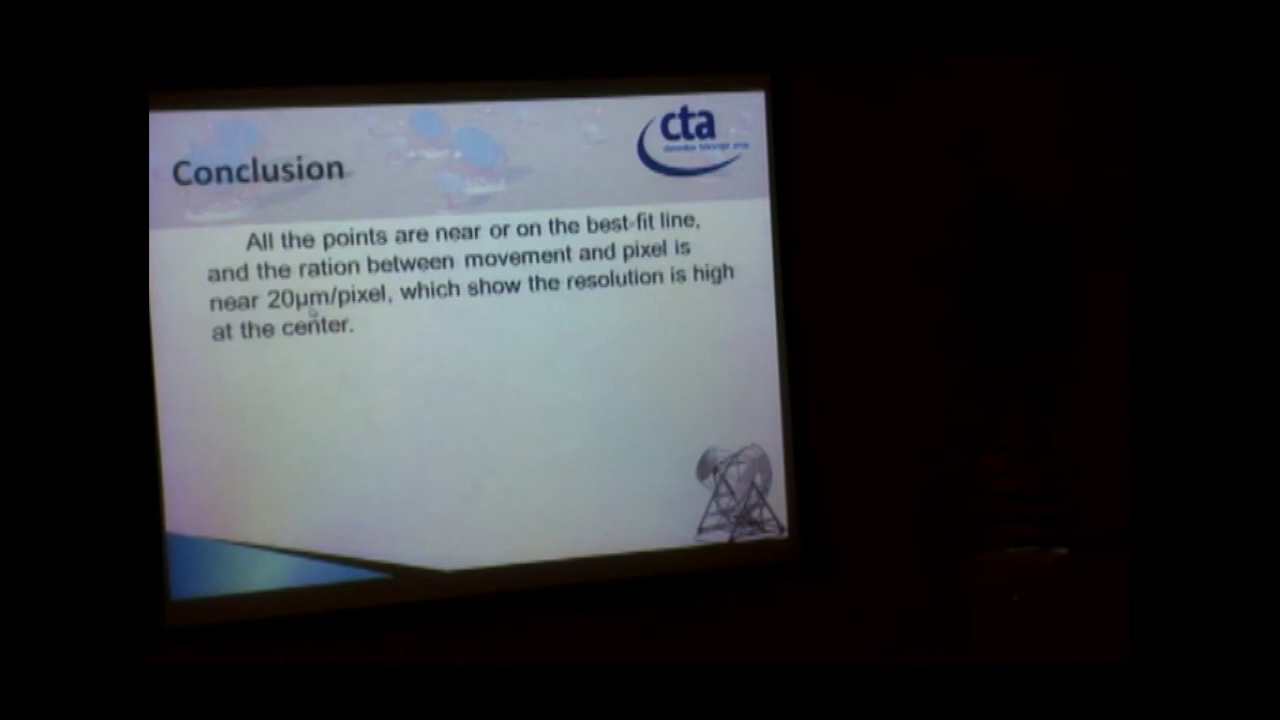 cta
Conclusion
All the points are near or on the best-fit line,
and the ration between movement and pixel is
near 20μm/pixel, which show the resolution is high
at the center.